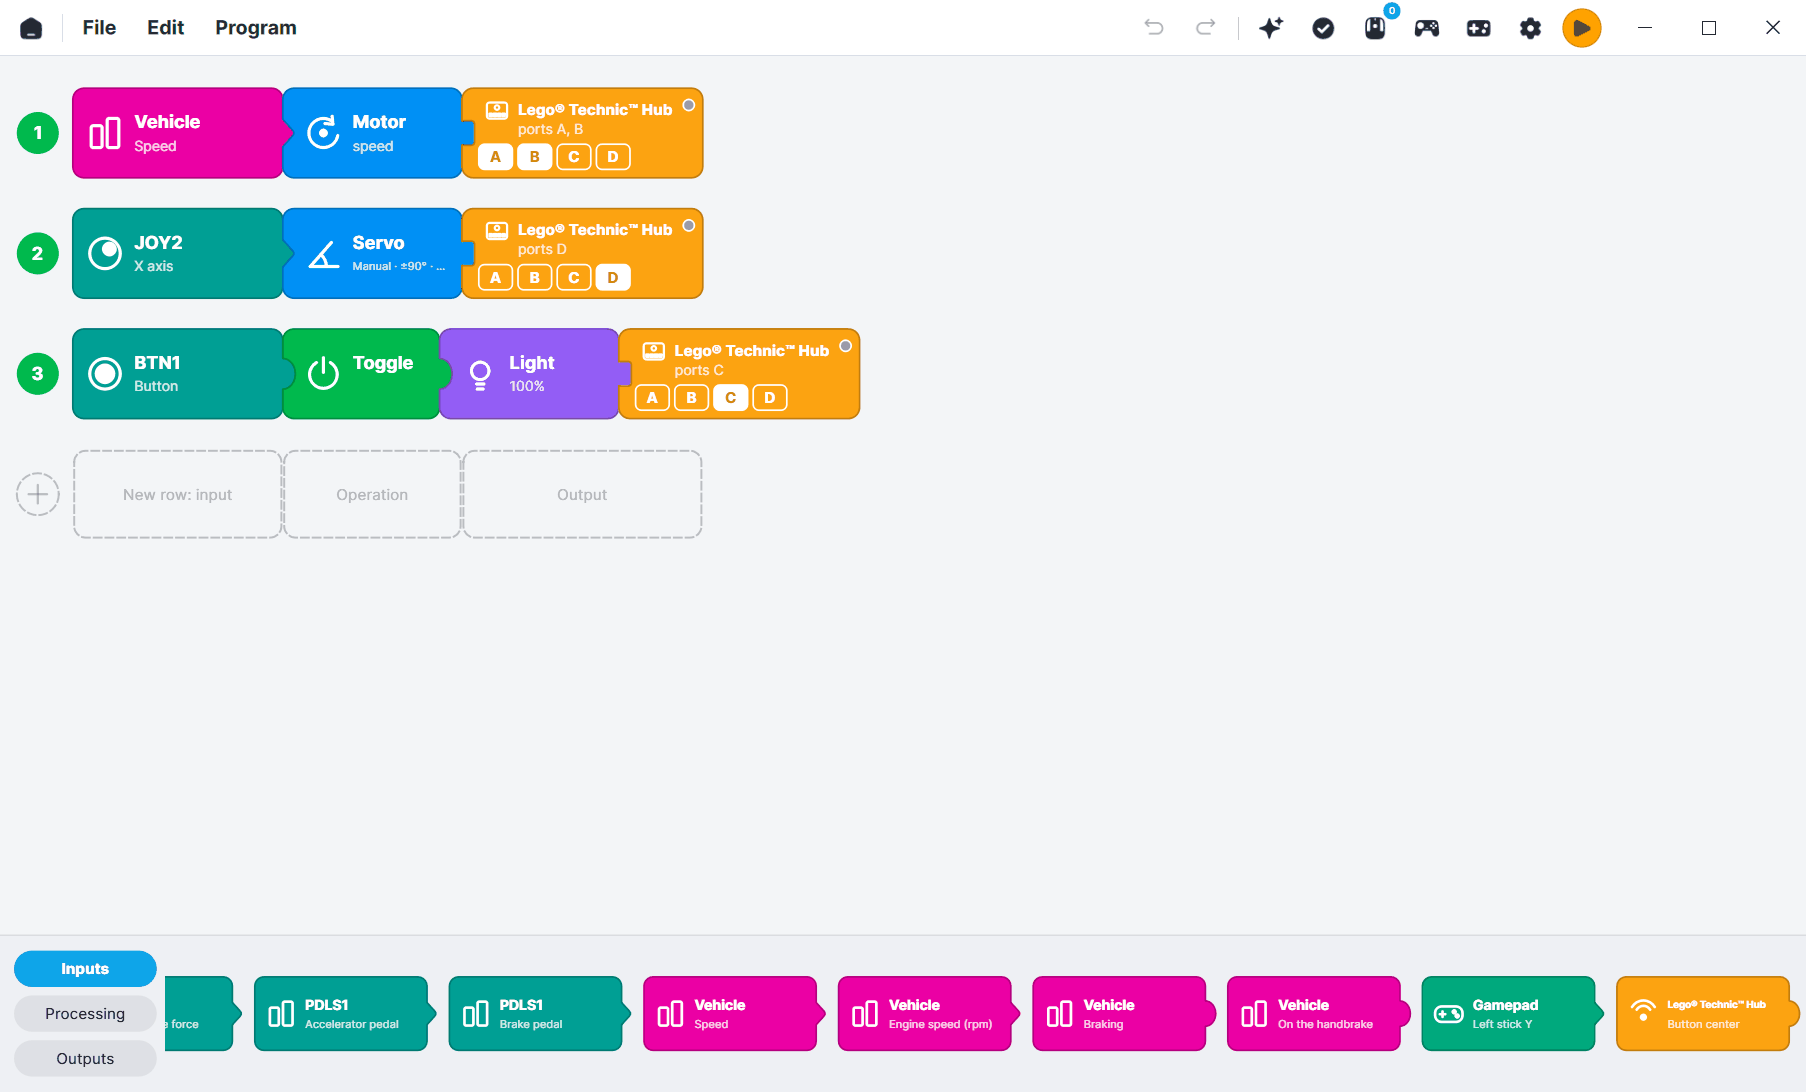 File Edit Program
0
1
Vehicle
Speed
Motor
speed
Lego® Technic™ Hub
ports A, B
A B C D
2
JOY2
X axis
Servo
Manual · ±90° · ...
Lego® Technic™ Hub
ports D
A B C D
3
BTN1
Button
Toggle
Light
100%
Lego® Technic™ Hub
ports C
A B C D
New row: input
Operation
Output
Inputs
Processing
Outputs
force
PDLS1
Accelerator pedal
PDLS1
Brake pedal
Vehicle
Speed
Vehicle
Engine speed (rpm)
Vehicle
Braking
Vehicle
On the handbrake
Gamepad
Left stick Y
Lego® Technic™ Hub
Button center